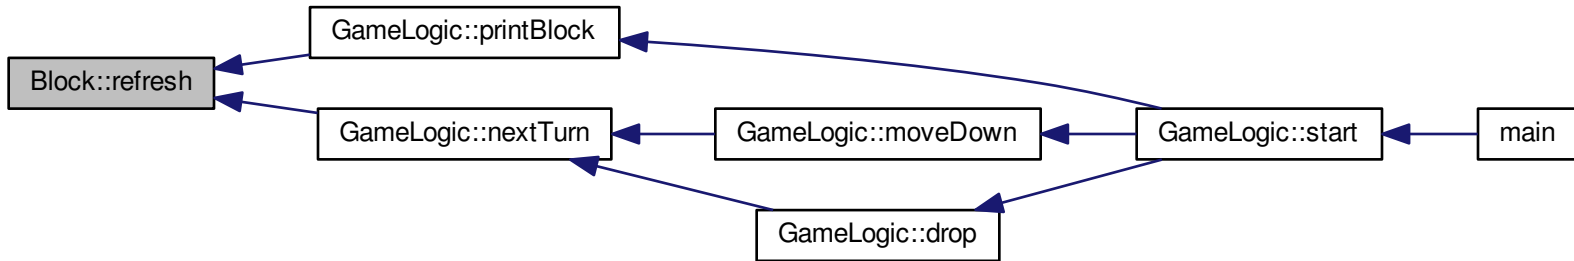 GameLogic::printBlock
Block::refresh
GameLogic::nextTurn
GameLogic::moveDown
GameLogic::start
main
GameLogic::drop